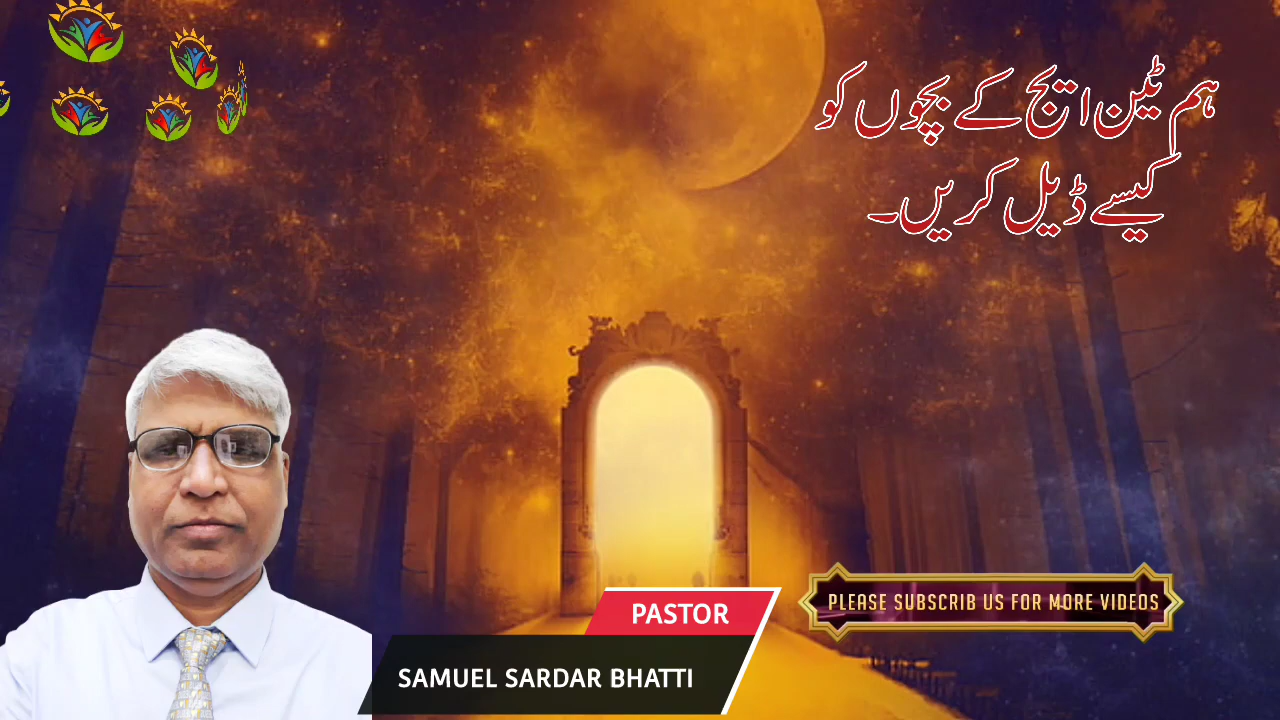 ہم ٹین ایج کے بچوں کو
کیسے ڈیل کریں۔
PLEASE SUBSCRIB US FOR MORE VIDEOS
PASTOR
SAMUEL SARDAR BHATTI